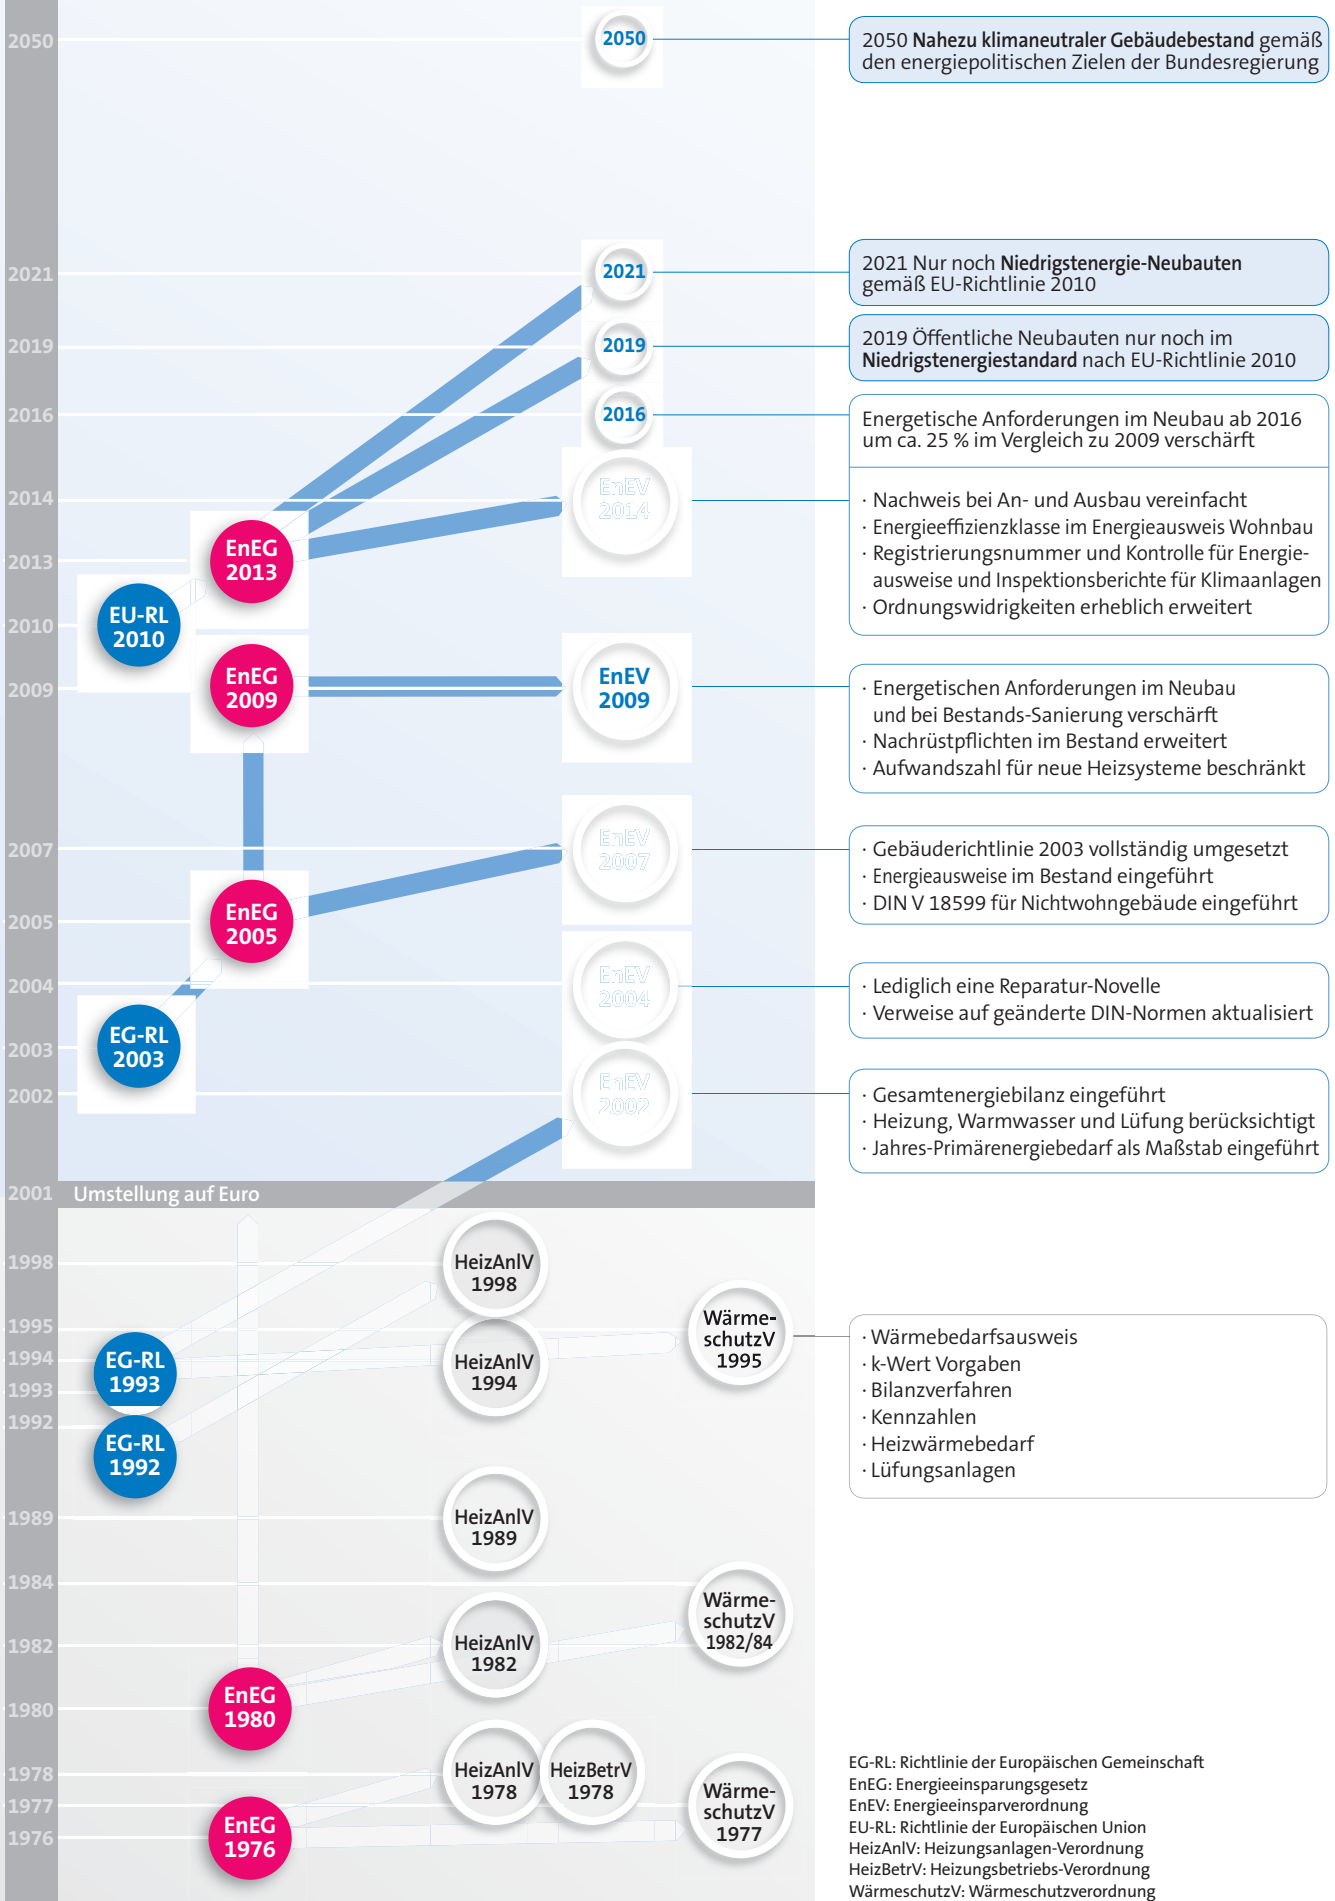 2050
2050
2050 Nahezu klimaneutraler Gebäudebestand gemäß
den energiepolitischen Zielen der Bundesregierung
2021
2021
2021 Nur noch Niedrigstenergie-Neubauten
gemäß EU-Richtlinie 2010
2019
2019
2019 Öffentliche Neubauten nur noch im
Niedrigstenergiestandard nach EU-Richtlinie 2010
2016
2016
Energetische Anforderungen im Neubau ab 2016
um ca. 25 % im Vergleich zu 2009 verschärft
2014
EnEV
2014
· Nachweis bei An- und Ausbau vereinfacht
· Energieeffizienzklasse im Energieausweis Wohnbau
· Registrierungsnummer und Kontrolle für Energie-
ausweise und Inspektionsberichte für Klimaanlagen
· Ordnungswidrigkeiten erheblich erweitert
2013
EnEG
2013
EU-RL
2010
2010
EnEG
2009
2009
EnEV
2009
· Energetischen Anforderungen im Neubau
und bei Bestands-Sanierung verschärft
· Nachrüstpflichten im Bestand erweitert
· Aufwandszahl für neue Heizsysteme beschränkt
2007
EnEV
2007
· Gebäuderichtlinie 2003 vollständig umgesetzt
· Energieausweise im Bestand eingeführt
· DIN V 18599 für Nichtwohngebäude eingeführt
2005
EnEG
2005
2004
EnEV
2004
· Lediglich eine Reparatur-Novelle
· Verweise auf geänderte DIN-Normen aktualisiert
2003
EG-RL
2003
2002
EnEV
2002
· Gesamtenergiebilanz eingeführt
· Heizung, Warmwasser und Lüfung berücksichtigt
· Jahres-Primärenergiebedarf als Maßstab eingeführt
2001
Umstellung auf Euro
1998
HeizAnlV
1998
1995
Wärme-
schutzV
1995
· Wärmebedarfsausweis
· k-Wert Vorgaben
· Bilanzverfahren
· Kennzahlen
· Heizwärmebedarf
· Lüfungsanlagen
1994
HeizAnlV
1994
1993
EG-RL
1993
1992
EG-RL
1992
1989
HeizAnlV
1989
1984
Wärme-
schutzV
1982/84
1982
HeizAnlV
1982
1980
EnEG
1980
1978
HeizAnlV
1978
HeizBetrV
1978
1977
Wärme-
schutzV
1977
1976
EnEG
1976
EG-RL: Richtlinie der Europäischen Gemeinschaft
EnEG: Energieeinsparungsgesetz
EnEV: Energieeinsparverordnung
EU-RL: Richtlinie der Europäischen Union
HeizAnlV: Heizungsanlagen-Verordnung
HeizBetrV: Heizungsbetriebs-Verordnung
WärmeschutzV: Wärmeschutzverordnung